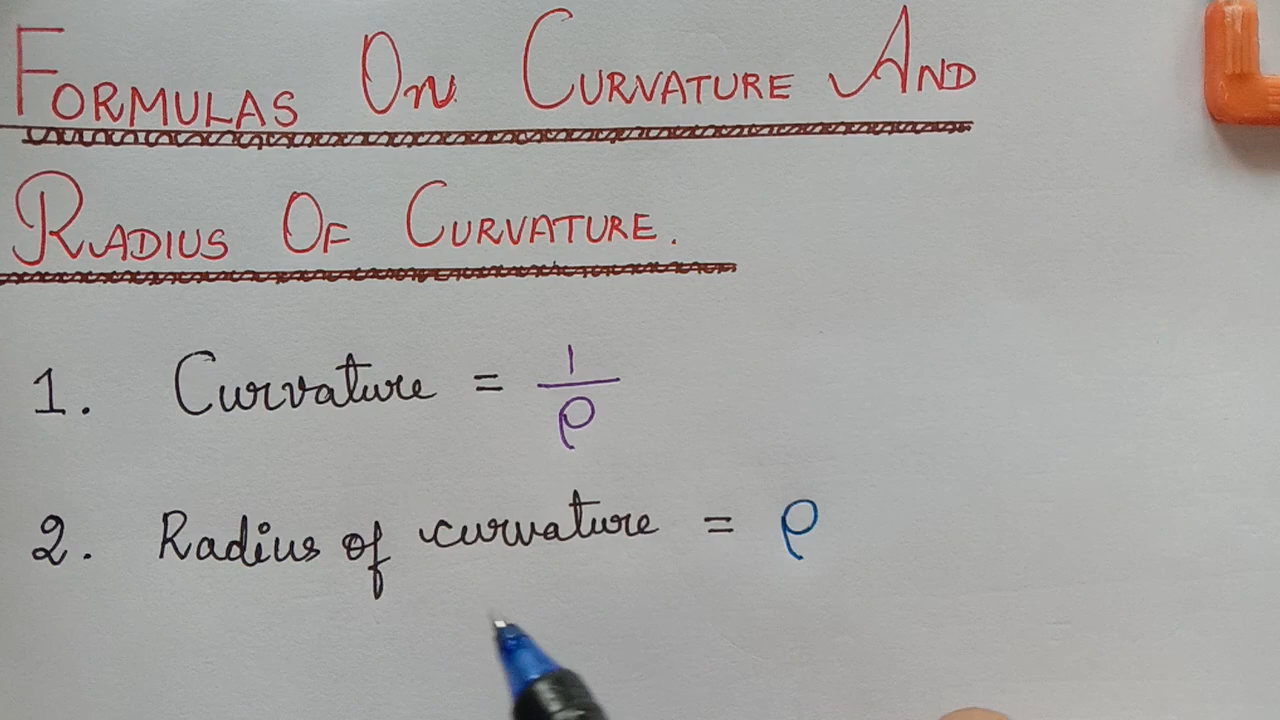 FORMULAS ON CURVATURE AND
RADIUS OF CURVATURE.
1. Curvature = 1/ρ
2. Radius of curvature = ρ